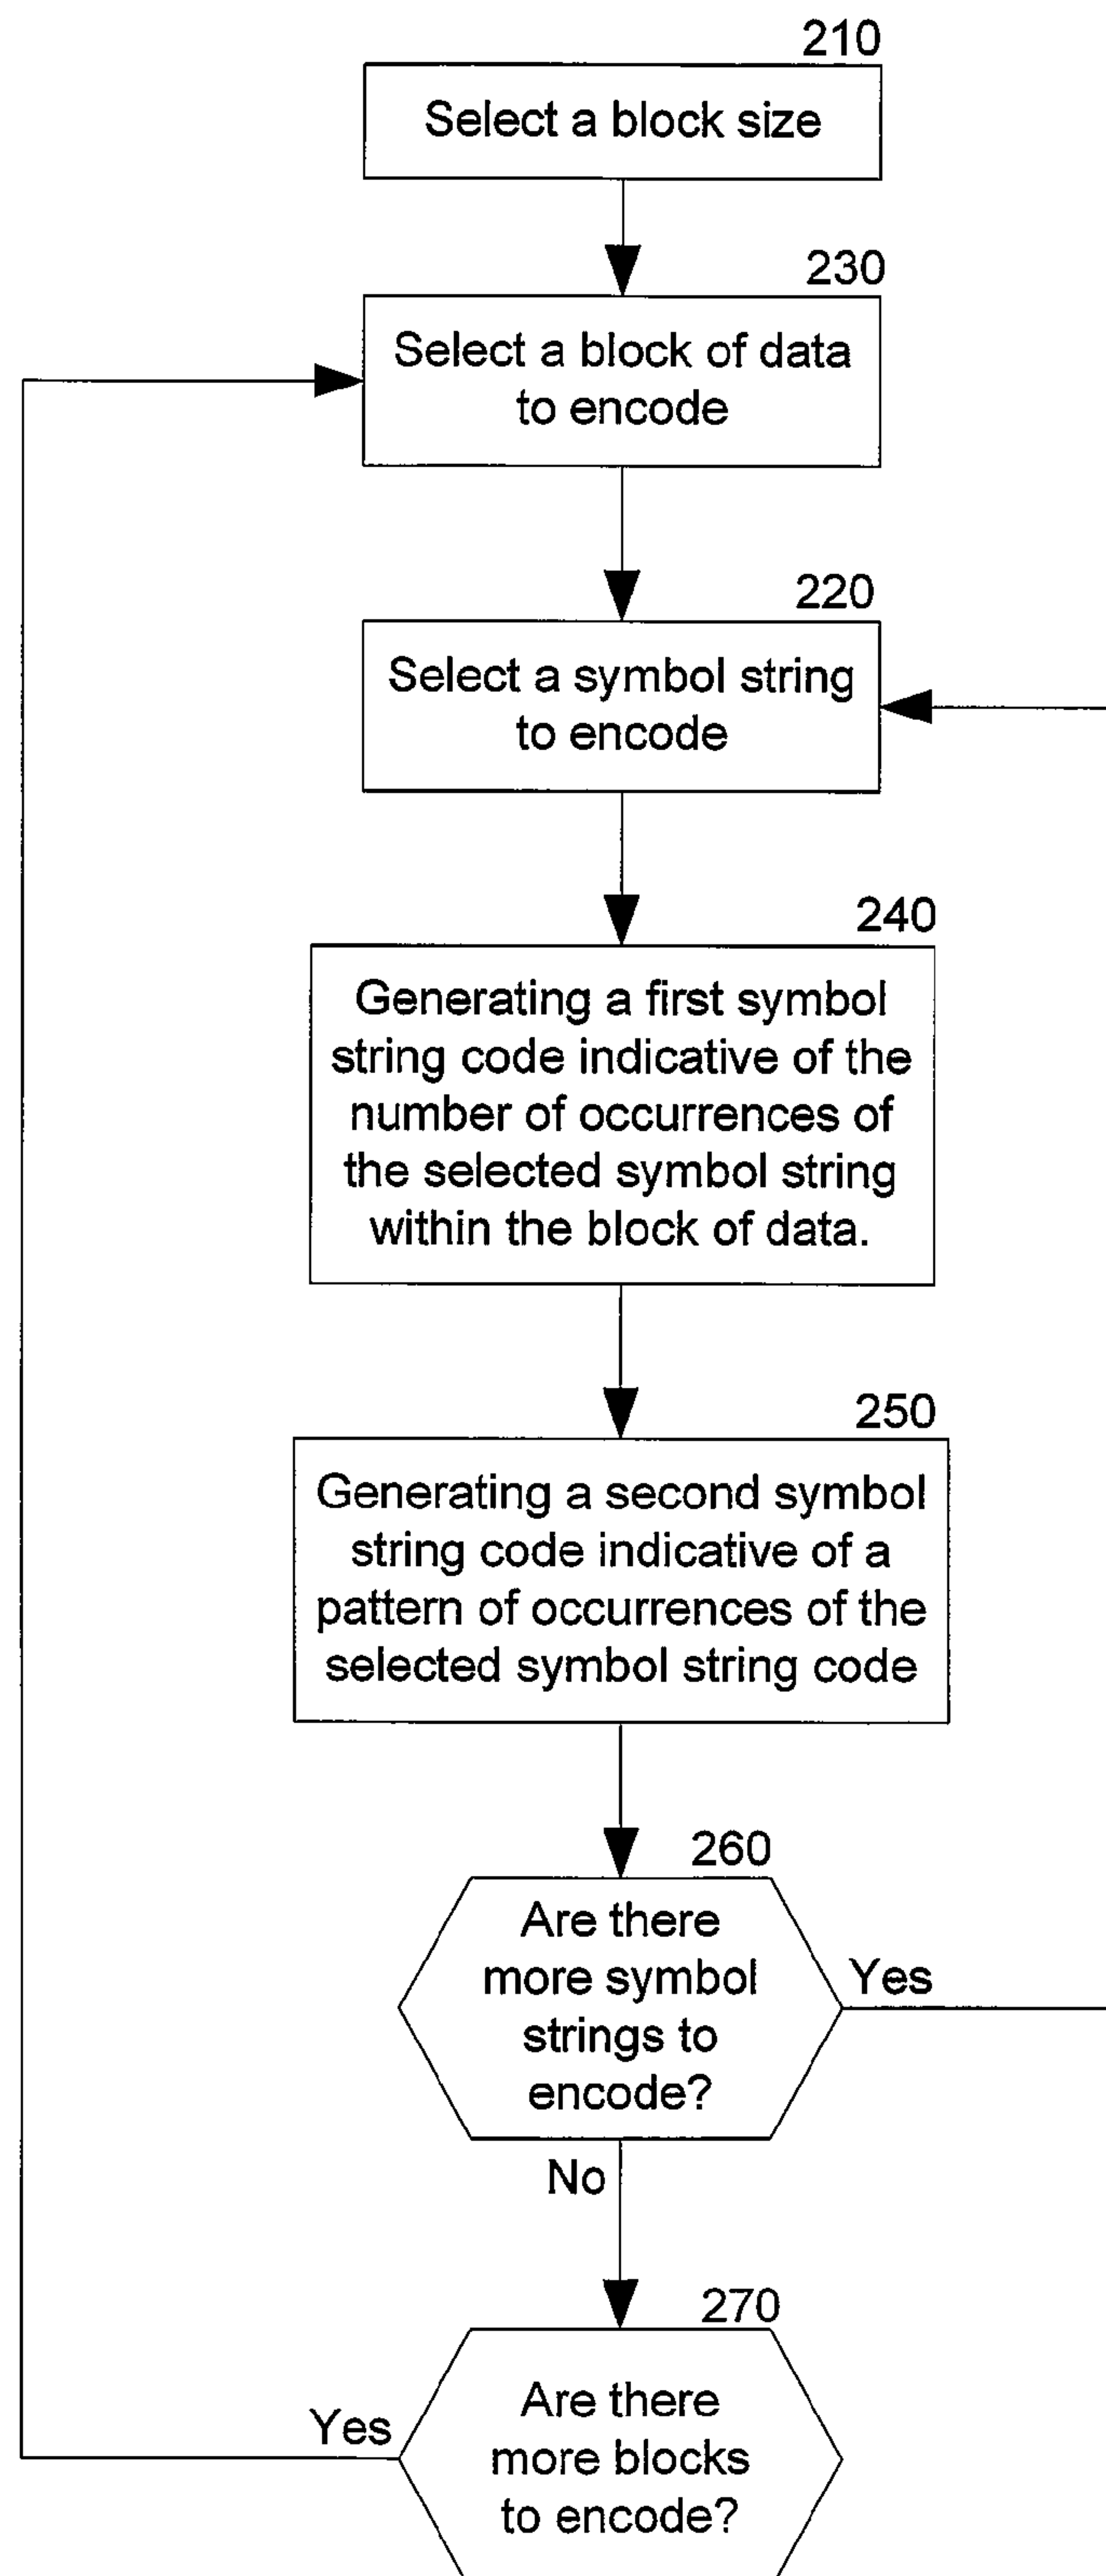 210
Select a block size
230
Select a block of data
to encode
220
Select a symbol string
to encode
240
Generating a first symbol
string code indicative of the
number of occurrences of
the selected symbol string
within the block of data.
250
Generating a second symbol
string code indicative of a
pattern of occurrences of the
selected symbol string code
260
Are there
more symbol
strings to
encode?
Yes
No
270
Are there
more blocks
to encode?
Yes